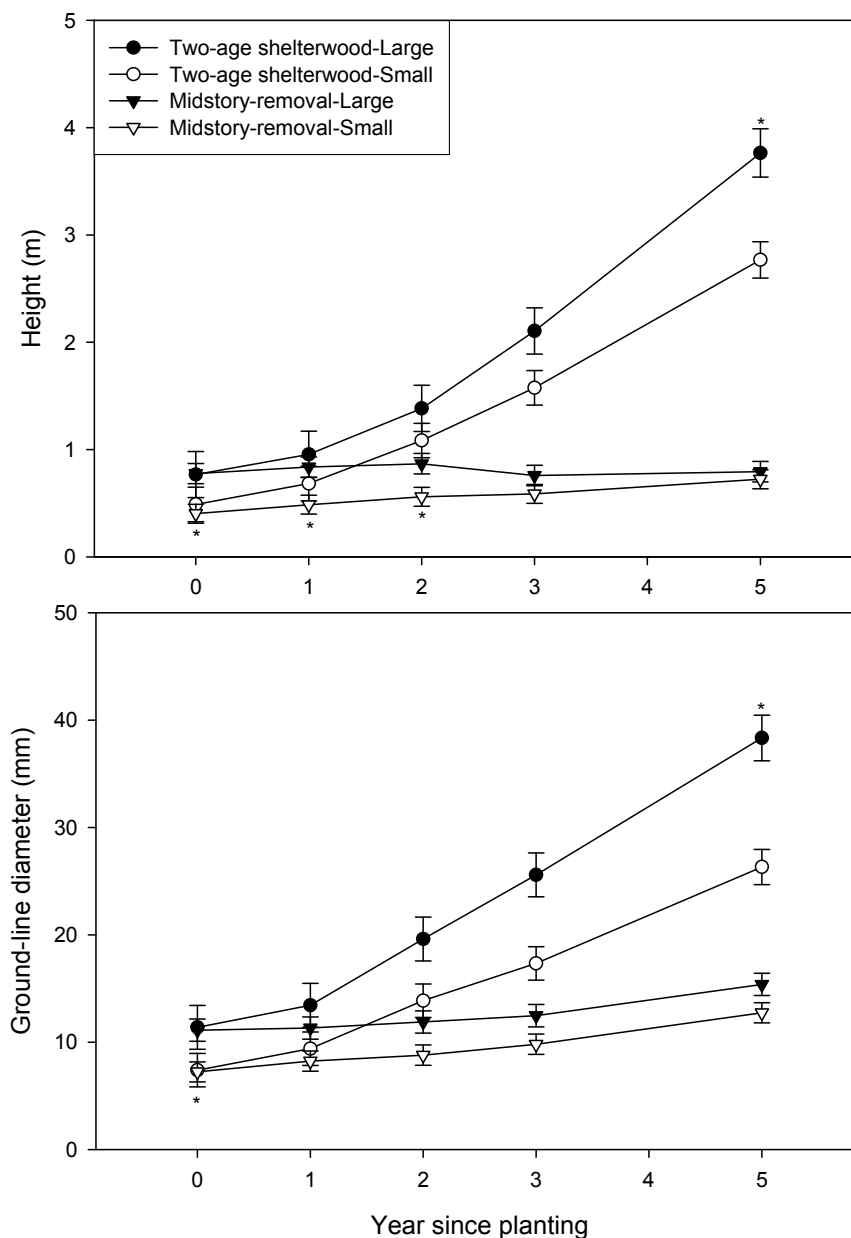 5
Two-age shelterwood-Large
Two-age shelterwood-Small
Midstory-removal-Large
Midstory-removal-Small
*
4
3
Height (m)
2
1
* * *
0
0 1 2 3 4 5
50
*
40
30
Ground-line diameter (mm)
20
10
*
0
0 1 2 3 4 5
Year since planting